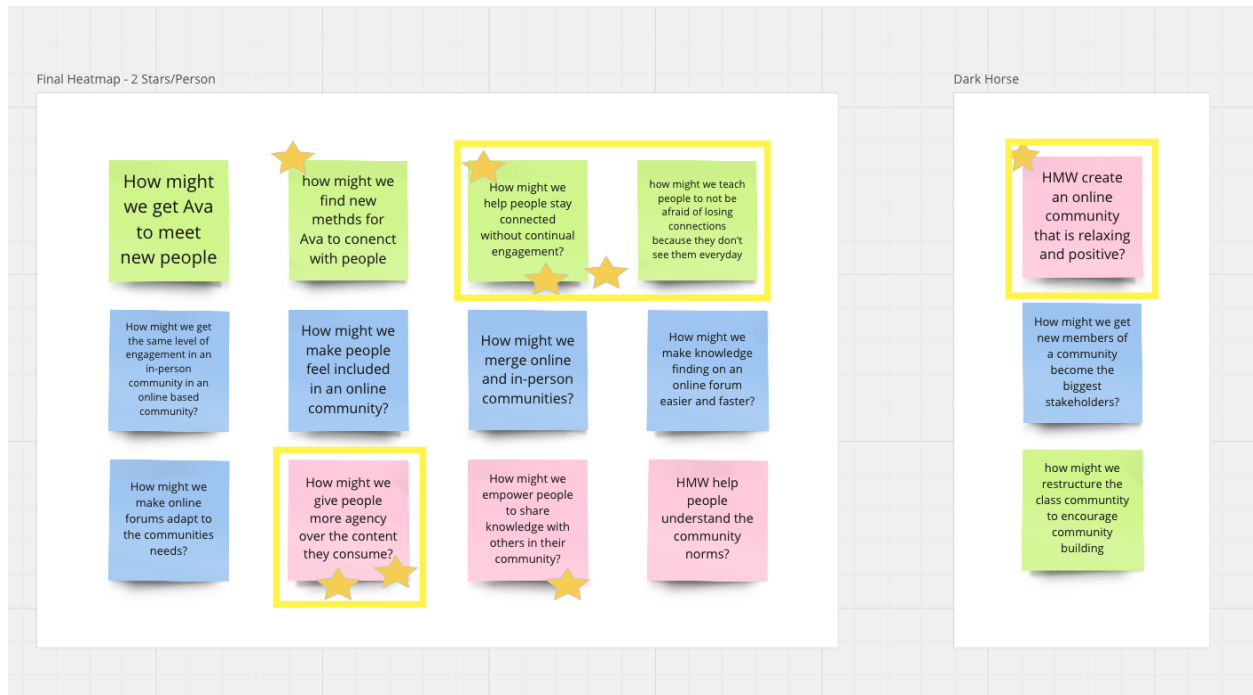 Final Heatmap - 2 Stars/Person
How might
we get Ava
to meet
new people
how might we
find new
methds for
Ava to conenct
with people
How might we
help people stay
connected
without continual
engagement?
how might we teach
people to not be
afraid of losing
connections
because they don't
see them everyday
How might we get
the same level of
engagement in an
in-person
community in an
online based
community?
How might we
make people
feel included
in an online
community?
How might we
merge online
and in-person
communities?
How might we
make knowledge
finding on an
online forum
easier and faster?
How might we
make online
forums adapt to
the communities
needs?
How might we
give people
more agency
over the content
they consume?
How might we
empower people
to share
knowledge with
others in their
community?
HMW help
people
understand the
community
norms?
Dark Horse
HMW create
an online
community
that is relaxing
and positive?
How might we get
new members of
a community
become the
biggest
stakeholders?
how might we
restructure the
class communtity
to encourage
community
building